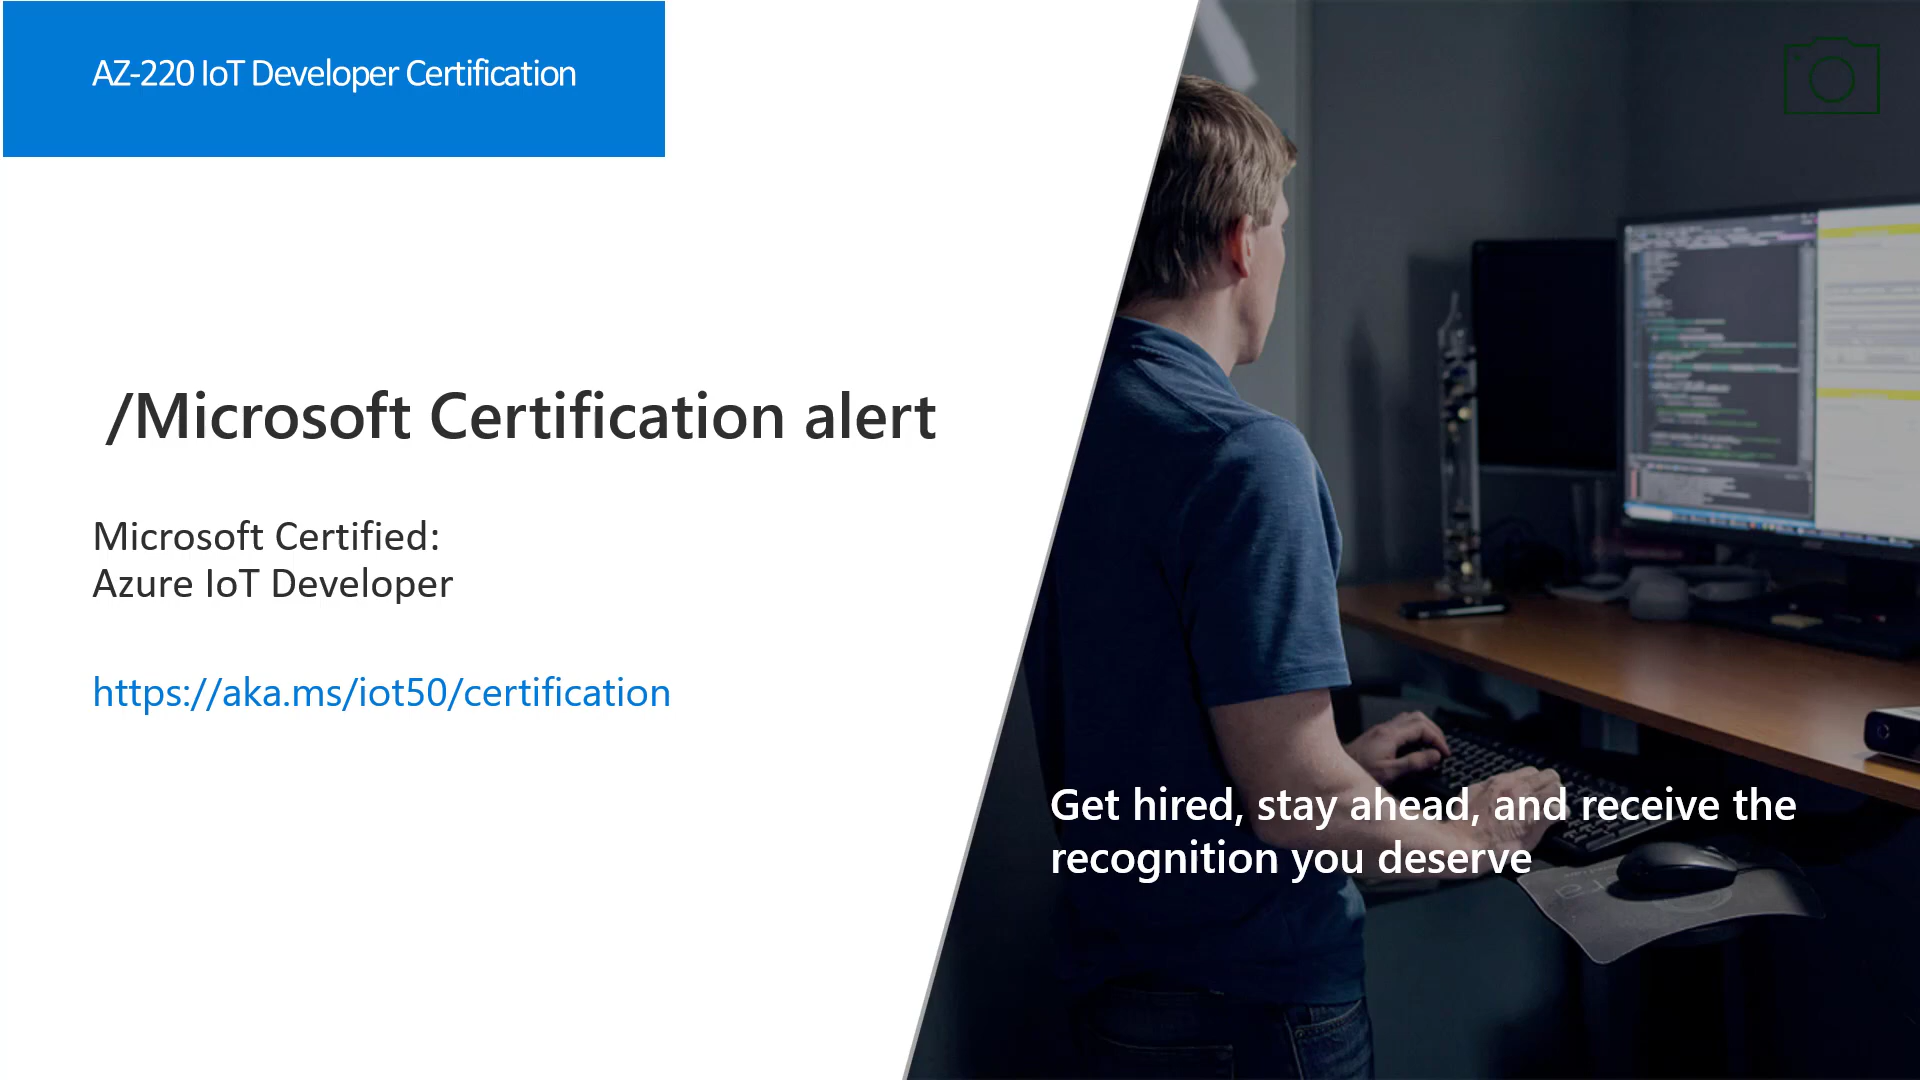 AZ-220 IoT Developer Certification
/Microsoft Certification alert
Microsoft Certified:
Azure IoT Developer
https://aka.ms/iot50/certification
Get hired, stay ahead, and receive the
recognition you deserve